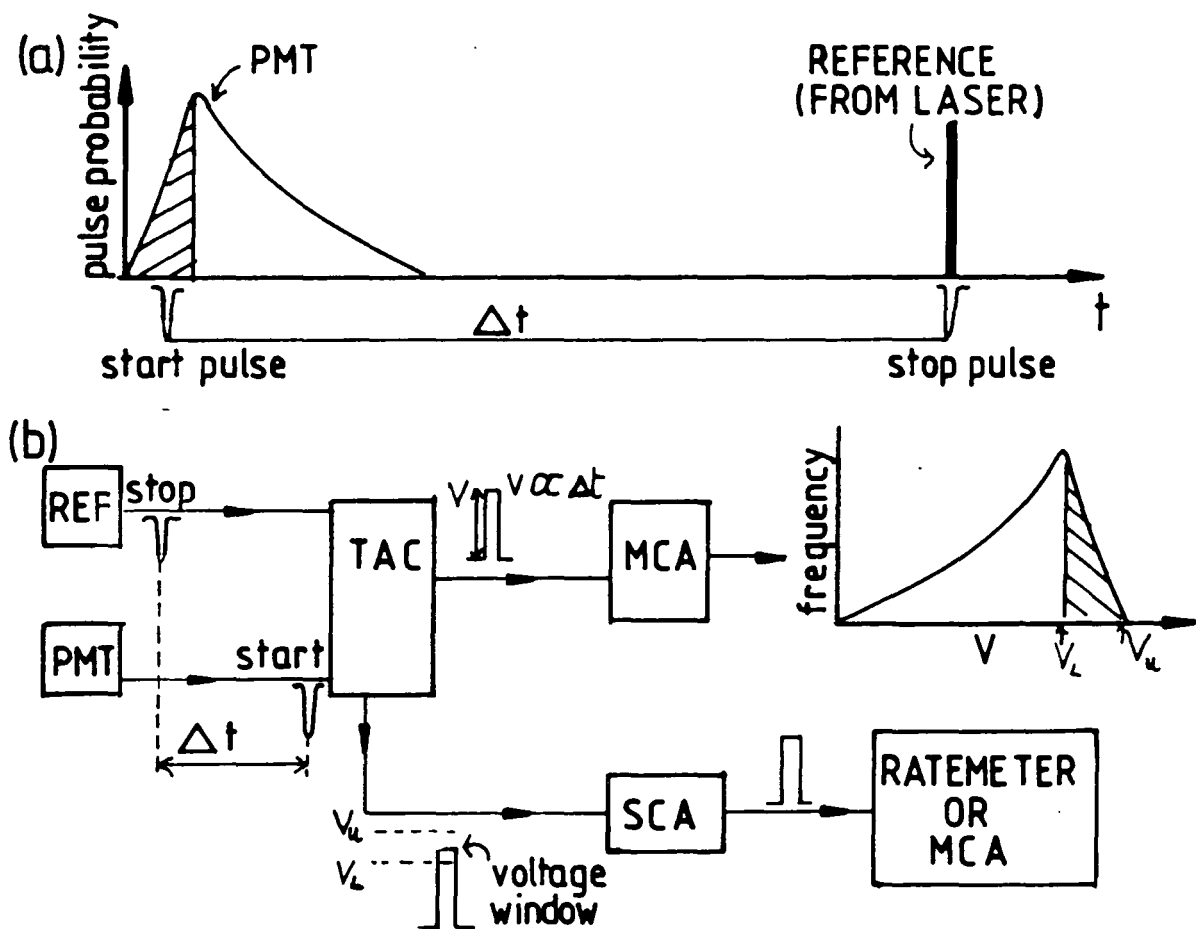 (a)
pulse probability
PMT
REFERENCE
(FROM LASER)
t
Δt
start pulse
stop pulse
(b)
REF
stop
TAC
V
V ∝ Δt
MCA
frequency
V
V_L
V_u
PMT
start
Δt
V_u
V_L
voltage
window
SCA
RATEMETER
OR
MCA